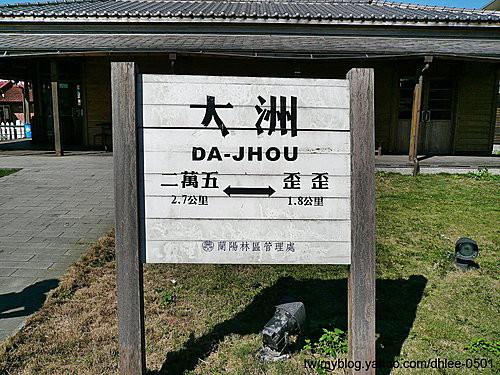 大洲
DA-JHOU
二萬五 歪歪
2.7公里 1.8公里
蘭陽林區管理處
tw.myblog.yahoo.com/dhlee-0501